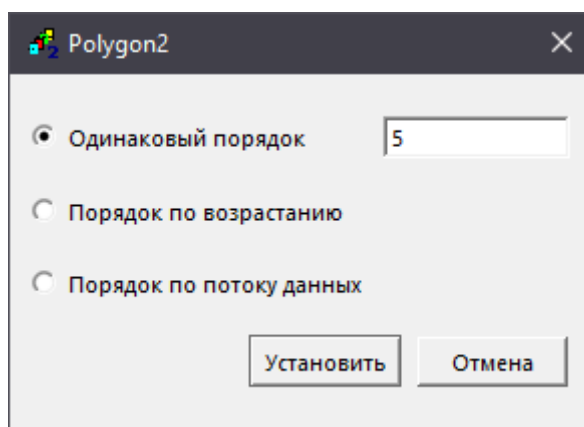 Polygon2
Одинаковый порядок 5
Порядок по возрастанию
Порядок по потоку данных
Установить Отмена